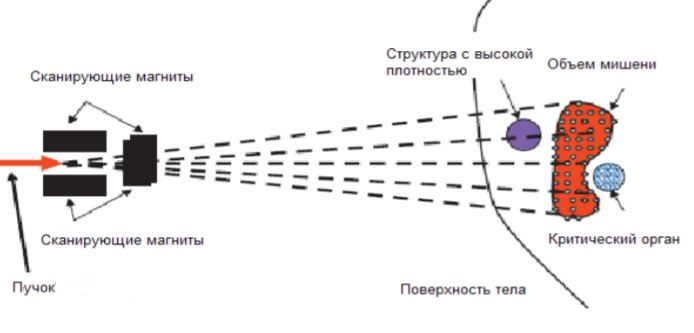 Структура с высокой
плотностью
Объем мишени
Сканирующие магниты
Сканирующие магниты
Критический орган
Пучок
Поверхность тела